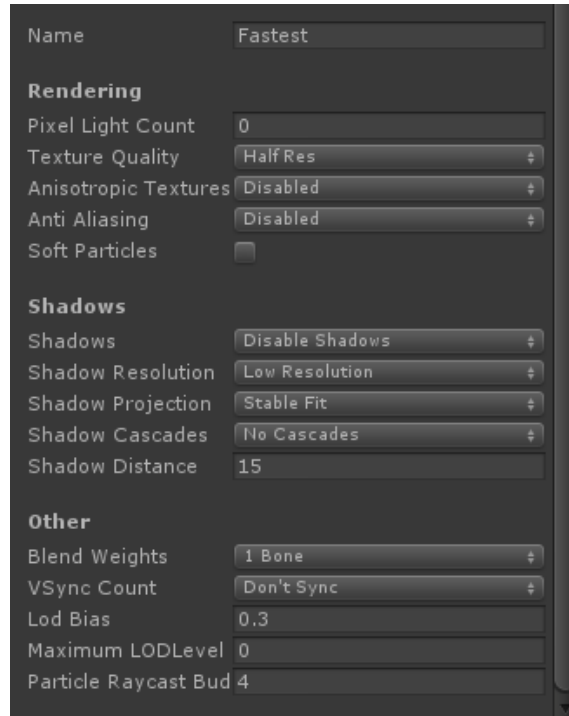 Name Fastest
Rendering
Pixel Light Count 0
Texture Quality Half Res
Anisotropic Textures Disabled
Anti Aliasing Disabled
Soft Particles
Shadows
Shadows Disable Shadows
Shadow Resolution Low Resolution
Shadow Projection Stable Fit
Shadow Cascades No Cascades
Shadow Distance 15
Other
Blend Weights 1 Bone
VSync Count Don't Sync
Lod Bias 0.3
Maximum LODLevel 0
Particle Raycast Bud 4